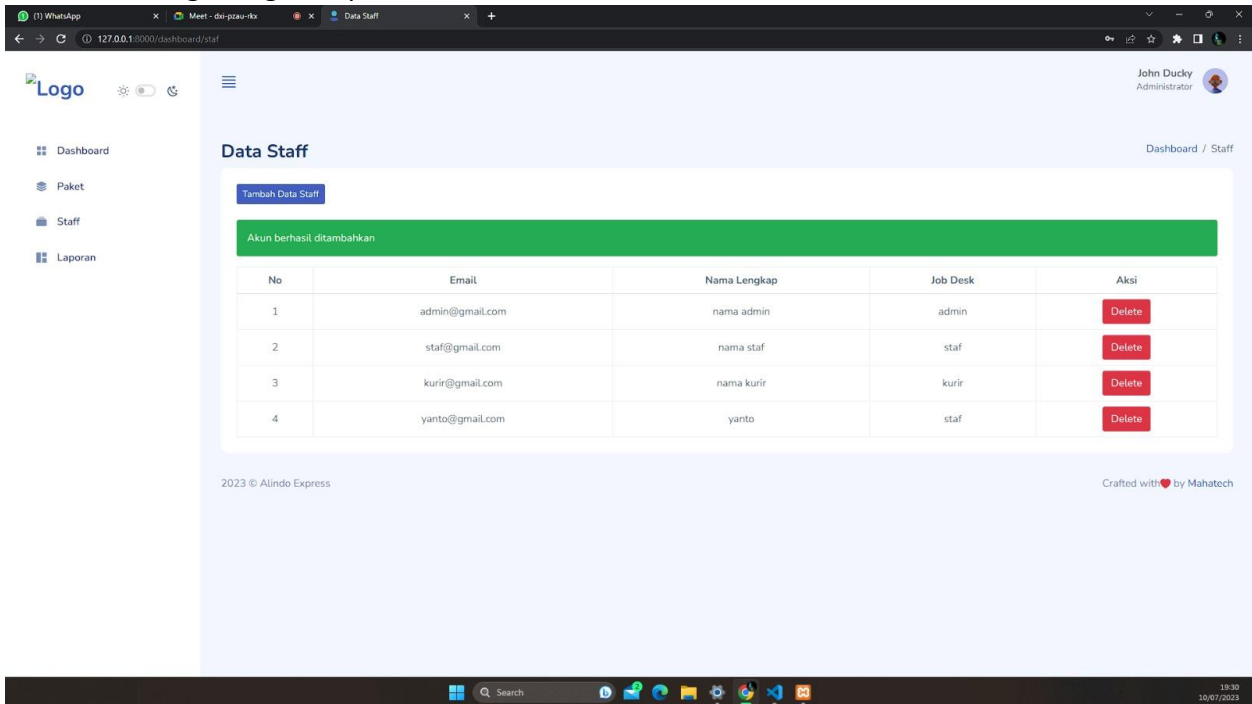 (1) WhatsApp
Meet - dxi-pzau-rkx
Data Staff
127.0.0.1:8000/dashboard/staf
Logo
John Ducky
Administrator
Dashboard
Paket
Staff
Laporan
Data Staff
Dashboard / Staff
Tambah Data Staff
Akun berhasil ditambahkan
No Email Nama Lengkap Job Desk Aksi
1 admin@gmail.com nama admin admin Delete
2 staf@gmail.com nama staf staf Delete
3 kurir@gmail.com nama kurir kurir Delete
4 yanto@gmail.com yanto staf Delete
2023 © Alindo Express
Crafted with by Mahatech
Search
19:30
10/07/2023